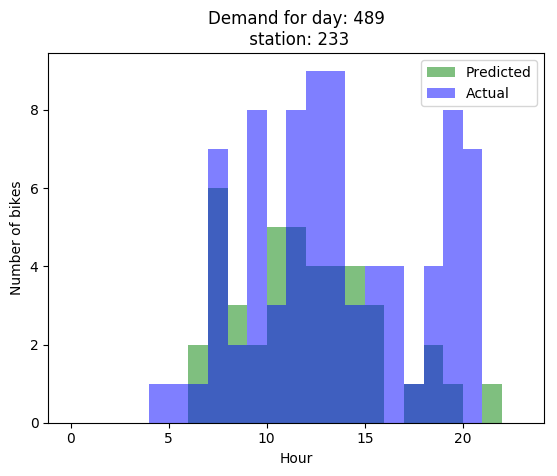 Demand for day: 489
station: 233
Predicted
Actual
Number of bikes
8
6
4
2
0
0 5 10 15 20
Hour